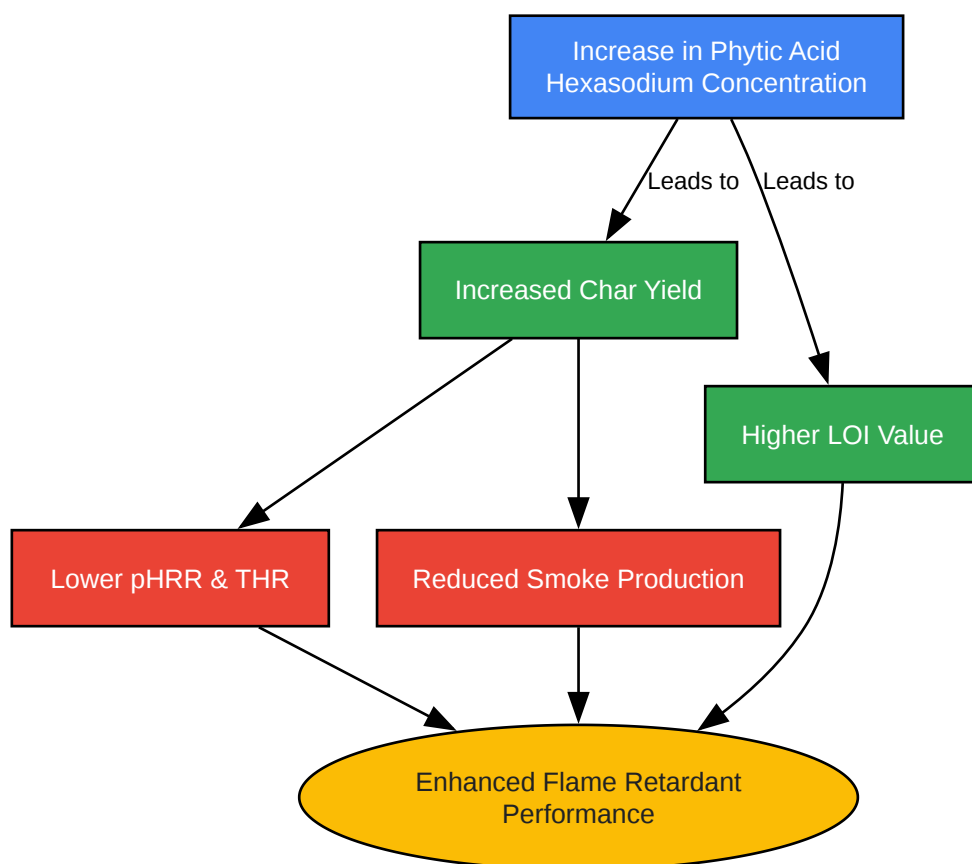 Increase in Phytic Acid
Hexasodium Concentration
Leads to
Leads to
Increased Char Yield
Higher LOI Value
Lower pHRR & THR
Reduced Smoke Production
Enhanced Flame Retardant
Performance